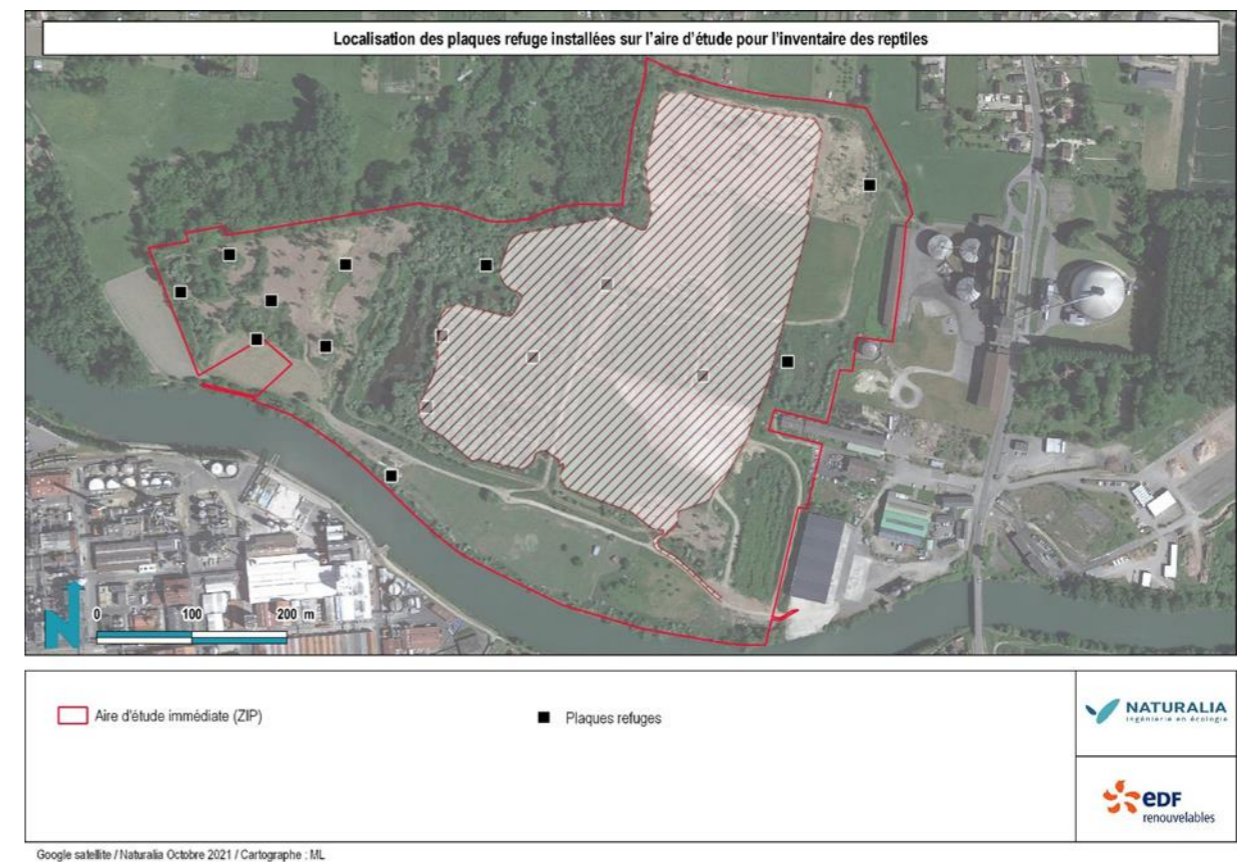 Localisation des plaques refuge installées sur l'aire d'étude pour l'inventaire des reptiles
N
0 100 200 m
Aire d'étude immédiate (ZIP)
Plaques refuges
NATURALIA
Ingénierie en écologie
eDF
renouvelables
Google satellite / Naturalia Octobre 2021 / Cartographe : ML